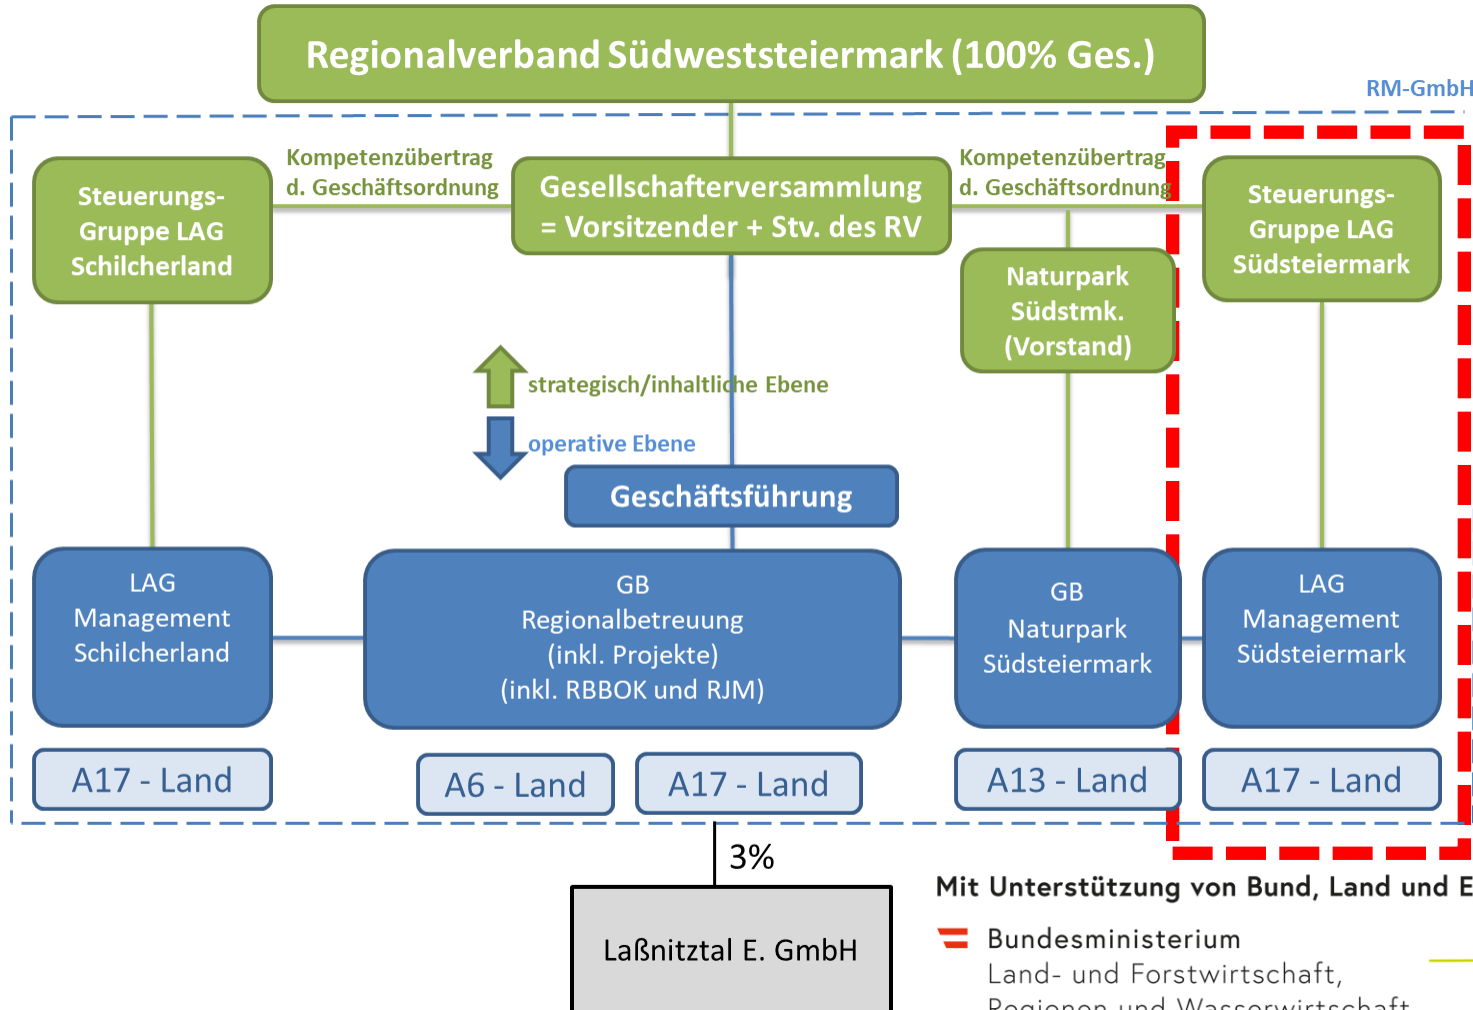 Regionalverband Südweststeiermark (100% Ges.)
RM-GmbH
Steuerungs-
Gruppe LAG
Schilcherland
Kompetenzübertrag
d. Geschäftsordnung
Gesellschafterversammlung
= Vorsitzender + Stv. des RV
Kompetenzübertrag
d. Geschäftsordnung
Steuerungs-
Gruppe LAG
Südsteiermark
Naturpark
Südstmk.
(Vorstand)
strategisch/inhaltliche Ebene
operative Ebene
Geschäftsführung
LAG
Management
Schilcherland
GB
Regionalbetreuung
(inkl. Projekte)
(inkl. RBBOK und RJM)
GB
Naturpark
Südsteiermark
LAG
Management
Südsteiermark
A17 - Land
A6 - Land
A17 - Land
A13 - Land
A17 - Land
3%
Laßnitztal E. GmbH
Mit Unterstützung von Bund, Land und E
Bundesministerium
Land- und Forstwirtschaft,
Regionen und Wasserwirtschaft